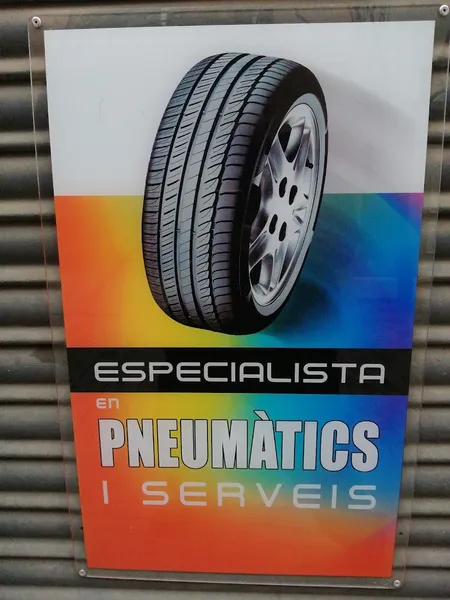 ESPECIALISTA
en
PNEUMÀTICS
I SERVEIS